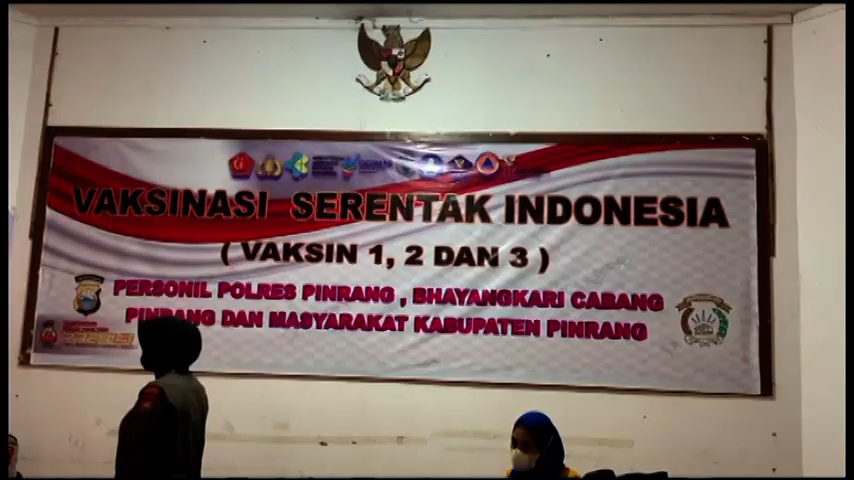 VAKSINASI SERENTAK INDONESIA
( VAKSIN 1, 2 DAN 3 )
PERSONIL POLRES PINRANG , BHAYANGKARI CABANG
PINRANG DAN MASYARAKAT KABUPATEN PINRANG